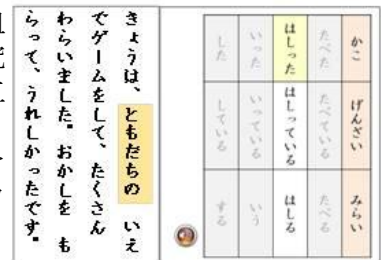 かこ げんざい みらい
たべた たべている たべる
はしった はしっている はしる
いった いっている いう
した している する
きょうは、ともだちの いえ
でゲームをして、たくさん
わらいました。おかしを も
らって、うれしかったです。